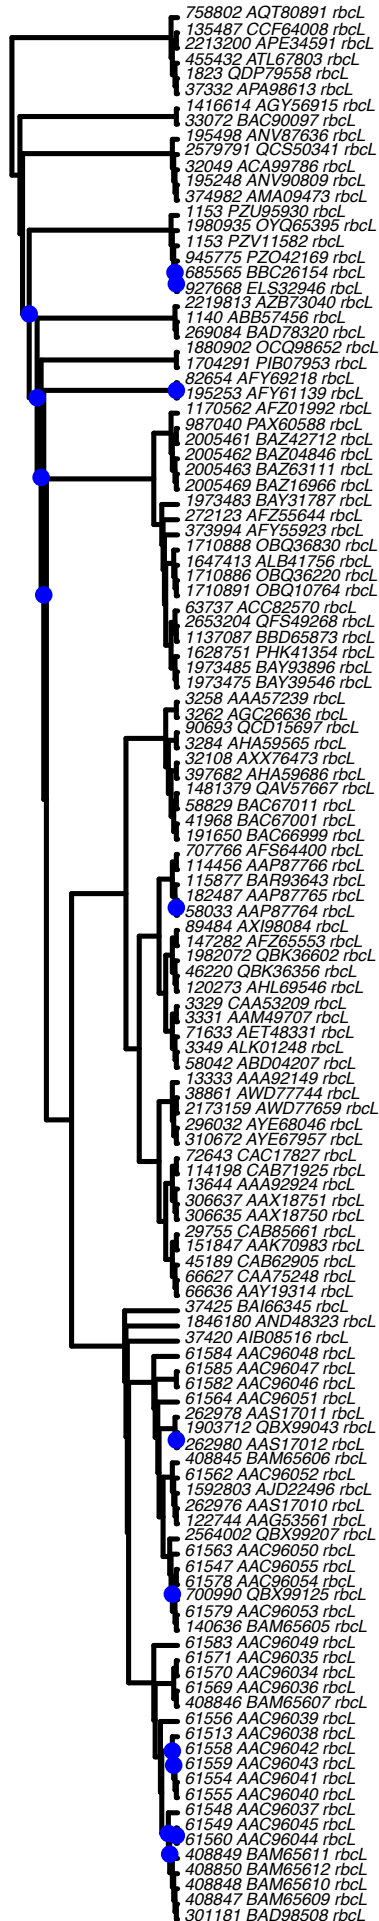 758802 AQT80891 rbcL
135487 CCF64008 rbcL
2213200 APE34591 rbcL
455432 ATL67803 rbcL
1823 QDP79558 rbcL
37332 APA98613 rbcL
1416614 AGY56915 rbcL
33072 BAC90097 rbcL
195498 ANV87636 rbcL
2579791 QCS50341 rbcL
32049 ACA99786 rbcL
195248 ANV90809 rbcL
374982 AMA09473 rbcL
1153 PZU95930 rbcL
1980935 OYQ65395 rbcL
1153 PZV11582 rbcL
945775 PZO42169 rbcL
685565 BBC26154 rbcL
927668 ELS32946 rbcL
2219813 AZB73040 rbcL
1140 ABB57456 rbcL
269084 BAD78320 rbcL
1880902 OCQ98652 rbcL
1704291 PIB07953 rbcL
82654 AFY69218 rbcL
195253 AFY61139 rbcL
1170562 AFZ01992 rbcL
987040 PAX60588 rbcL
2005461 BAZ42712 rbcL
2005462 BAZ04846 rbcL
2005463 BAZ63111 rbcL
2005469 BAZ16966 rbcL
1973483 BAY31787 rbcL
272123 AFZ55644 rbcL
373994 AFY55923 rbcL
1710888 OBQ36830 rbcL
1647413 ALB41756 rbcL
1710886 OBQ36220 rbcL
1710891 OBQ10764 rbcL
63737 ACC82570 rbcL
2653204 QFS49268 rbcL
1137087 BBD65873 rbcL
1628751 PHK41354 rbcL
1973485 BAY93896 rbcL
1973475 BAY39546 rbcL
3258 AAA57239 rbcL
3262 AGC26636 rbcL
90693 QCD15697 rbcL
3284 AHA59565 rbcL
32108 AXX76473 rbcL
397682 AHA59686 rbcL
1481379 QAV57667 rbcL
58829 BAC67011 rbcL
41968 BAC67001 rbcL
191650 BAC66999 rbcL
707766 AFS64400 rbcL
114456 AAP87766 rbcL
115877 BAR93643 rbcL
182487 AAP87765 rbcL
58033 AAP87764 rbcL
89484 AXI98084 rbcL
147282 AFZ65553 rbcL
1982072 QBK36602 rbcL
46220 QBK36356 rbcL
120273 AHL69546 rbcL
3329 CAA53209 rbcL
3331 AAM49707 rbcL
71633 AET48331 rbcL
3349 ALK01248 rbcL
58042 ABD04207 rbcL
13333 AAA92149 rbcL
38861 AWD77744 rbcL
2173159 AWD77659 rbcL
296032 AYE68046 rbcL
310672 AYE67957 rbcL
72643 CAC17827 rbcL
114198 CAB71925 rbcL
13644 AAA92924 rbcL
306637 AAX18751 rbcL
306635 AAX18750 rbcL
29755 CAB85661 rbcL
151847 AAK70983 rbcL
45189 CAB62905 rbcL
66627 CAA75248 rbcL
66636 AAY19314 rbcL
37425 BAI66345 rbcL
1846180 AND48323 rbcL
37420 AIB08516 rbcL
61584 AAC96048 rbcL
61585 AAC96047 rbcL
61582 AAC96046 rbcL
61564 AAC96051 rbcL
262978 AAS17011 rbcL
1903712 QBX99043 rbcL
262980 AAS17012 rbcL
408845 BAM65606 rbcL
61562 AAC96052 rbcL
1592803 AJD22496 rbcL
262976 AAS17010 rbcL
122744 AAG53561 rbcL
2564002 QBX99207 rbcL
61563 AAC96050 rbcL
61547 AAC96055 rbcL
61578 AAC96054 rbcL
700990 QBX99125 rbcL
61579 AAC96053 rbcL
140636 BAM65605 rbcL
61583 AAC96049 rbcL
61571 AAC96035 rbcL
61570 AAC96034 rbcL
61569 AAC96036 rbcL
408846 BAM65607 rbcL
61556 AAC96039 rbcL
61513 AAC96038 rbcL
61558 AAC96042 rbcL
61559 AAC96043 rbcL
61554 AAC96041 rbcL
61555 AAC96040 rbcL
61548 AAC96037 rbcL
61549 AAC96045 rbcL
61560 AAC96044 rbcL
408849 BAM65611 rbcL
408850 BAM65612 rbcL
408848 BAM65610 rbcL
408847 BAM65609 rbcL
301181 BAD98508 rbcL